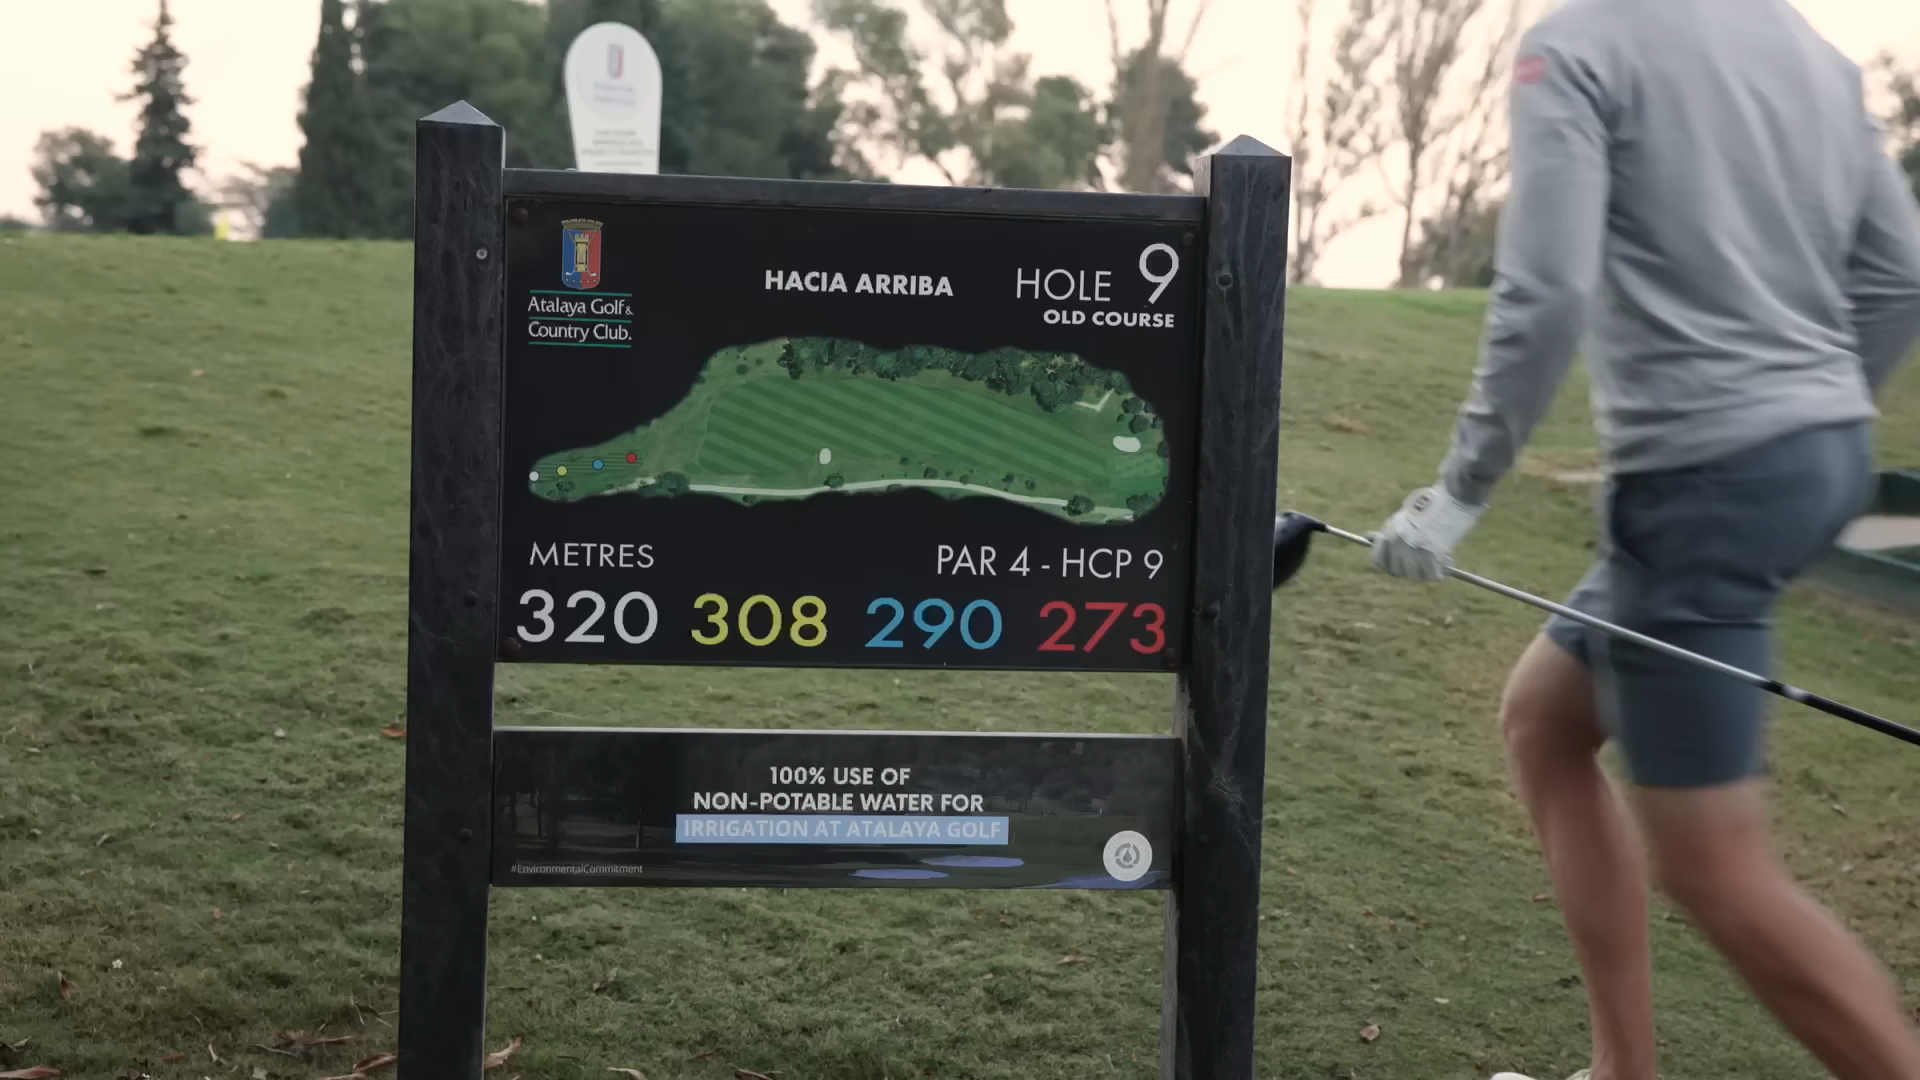 Atalaya Golf &
Country Club.
HACIA ARRIBA
HOLE 9
OLD COURSE
METRES
PAR 4 - HCP 9
320 308 290 273
100% USE OF
NON-POTABLE WATER FOR
IRRIGATION AT ATALAYA GOLF
#EnvironmentalCommitment